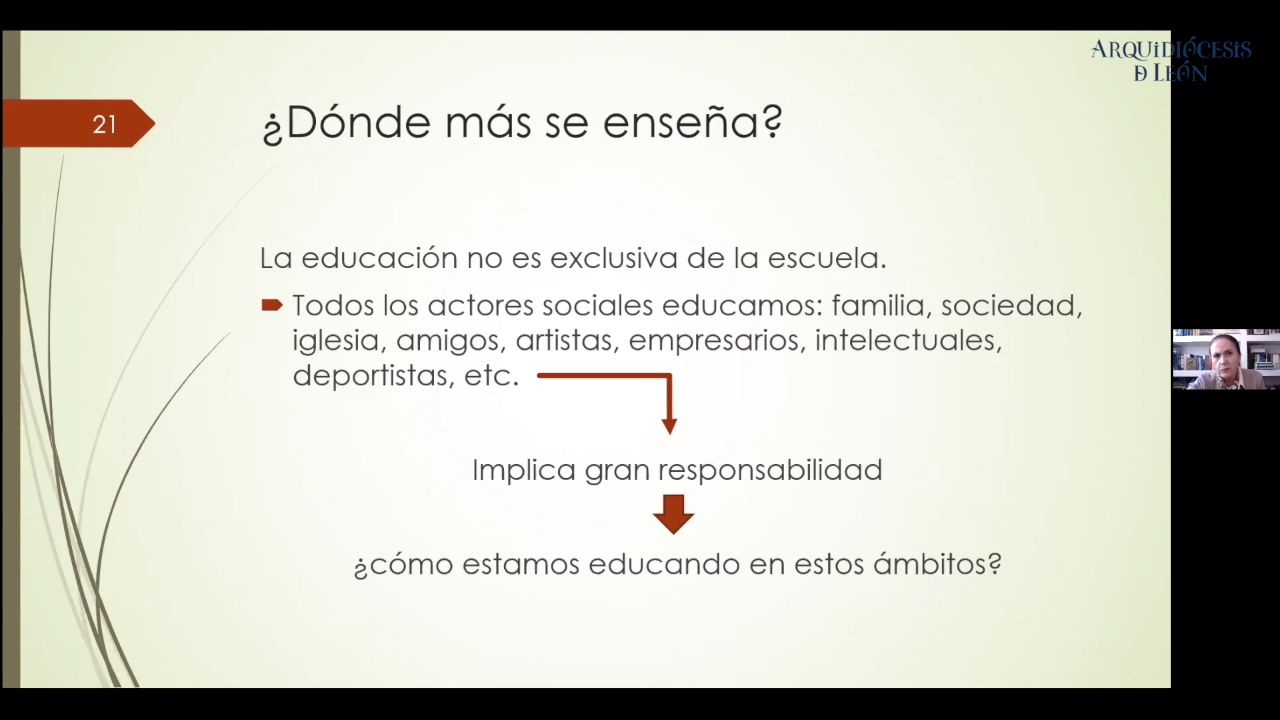 ARQUiDIÓCESiS
D LEÓN
21
¿Dónde más se enseña?
La educación no es exclusiva de la escuela.
Todos los actores sociales educamos: familia, sociedad,
iglesia, amigos, artistas, empresarios, intelectuales,
deportistas, etc.
Implica gran responsabilidad
¿cómo estamos educando en estos ámbitos?